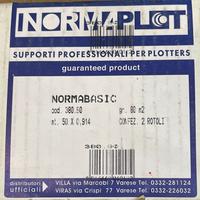 NORMA-PLOT
SUPPORTI PROFESSIONALI PER PLOTTERS
guaranteed product
NORMABASIC
cod. 380.50 gr. 80 m2
mt. 50 X 0.914 CONFEZ. 2 ROTOLI
distributori
ufficiali
VILLA via Marcobi 7 Varese Tel. 0332-281124
VIRAS via Crispi 77 Varese Tel. 0332-226032